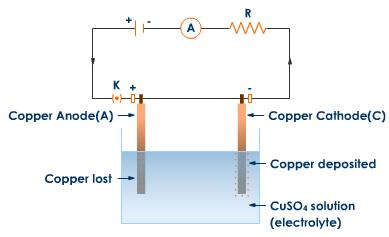 + -
A
R
K
+ -
Copper Anode(A)
Copper Cathode(C)
Copper lost
Copper deposited
CuSO₄ solution
(electrolyte)